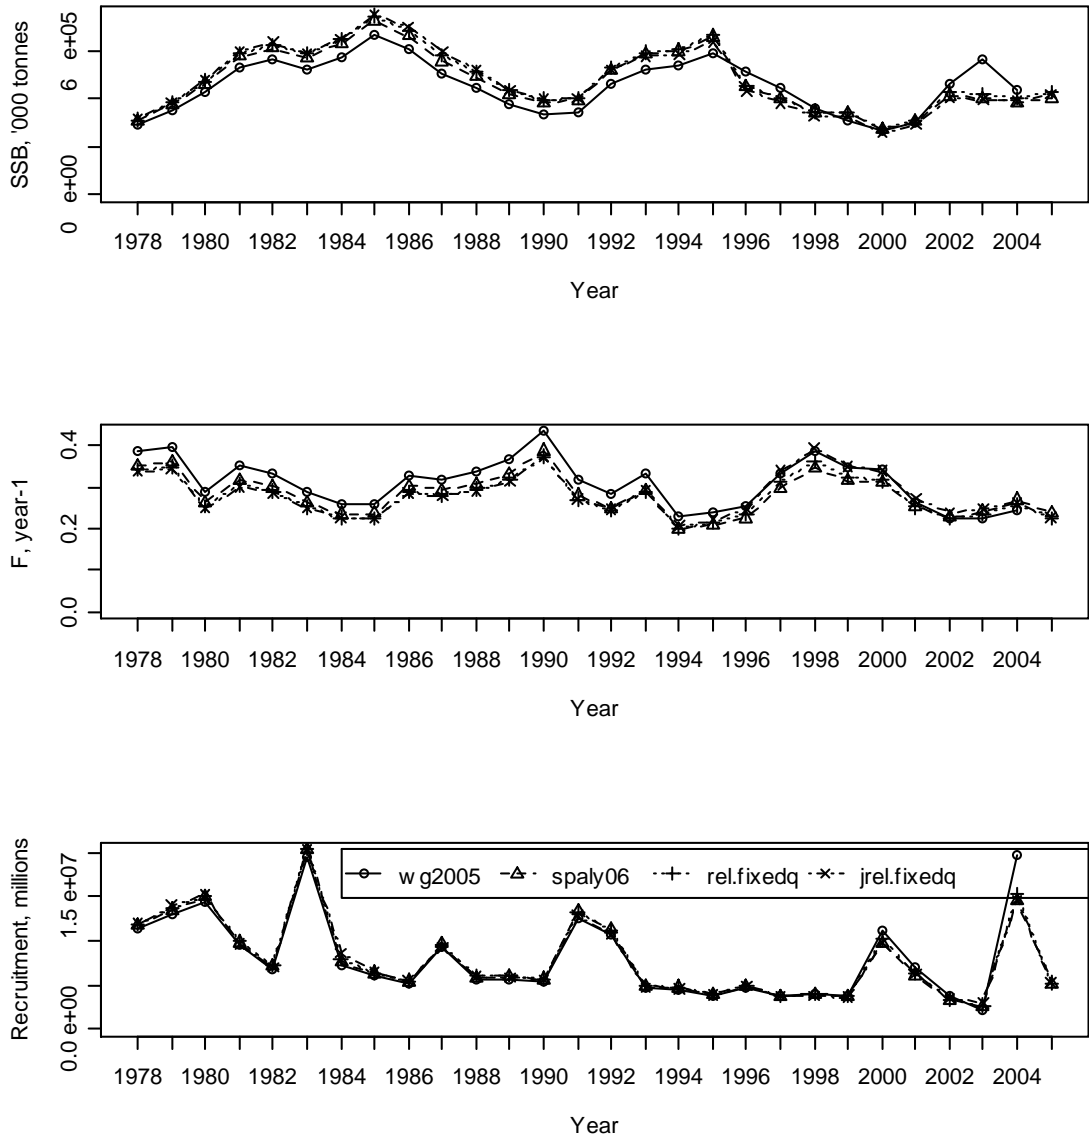 SSB, '000 tonnes
0 e+00 6 e+05
1978 1980 1982 1984 1986 1988 1990 1992 1994 1996 1998 2000 2002 2004
Year
F, year-1
0.0 0.2 0.4
1978 1980 1982 1984 1986 1988 1990 1992 1994 1996 1998 2000 2002 2004
Year
Recruitment, millions
0.0 e+00 1.5 e+07
wg2005 spaly06 rel.fixedq jrel.fixedq
1978 1980 1982 1984 1986 1988 1990 1992 1994 1996 1998 2000 2002 2004
Year